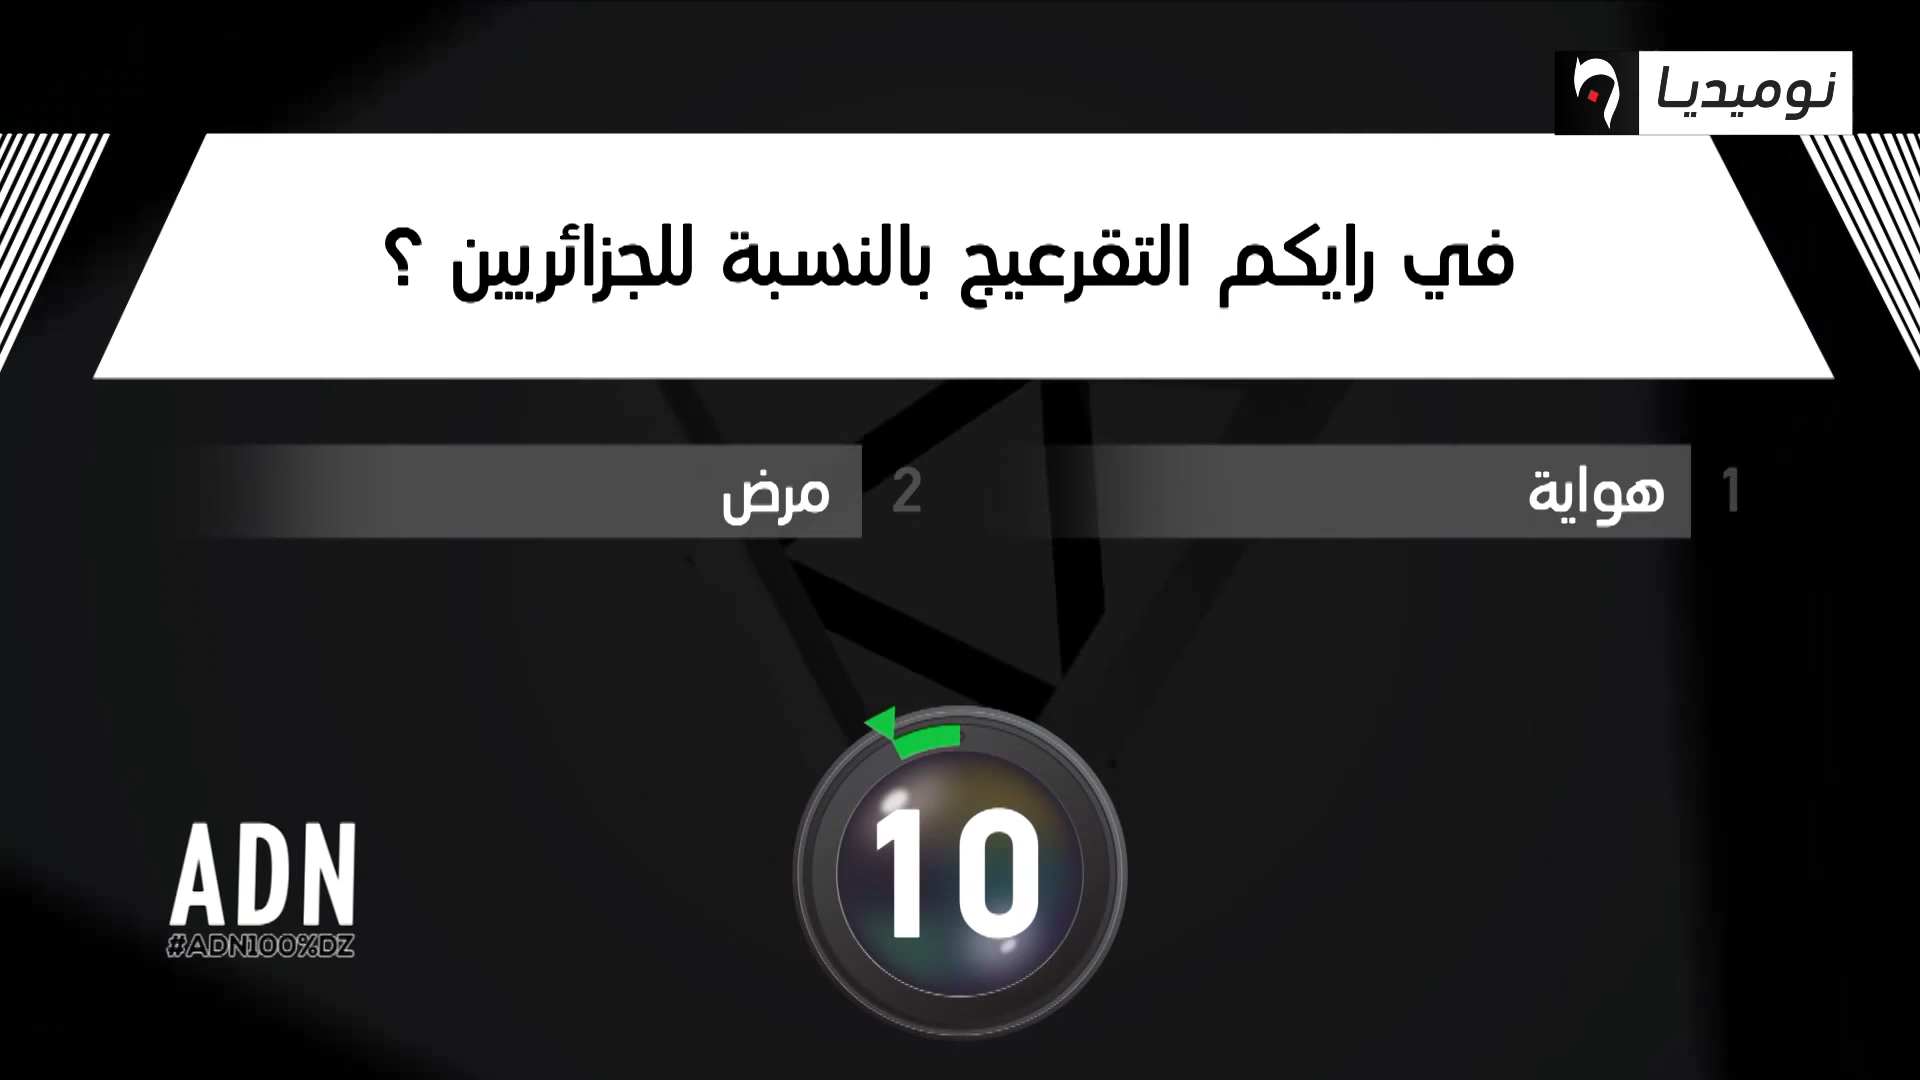 نوميديا
في رايكم التقرعيج بالنسبة للجزائريين ؟
1 هواية
2 مرض
10
ADN
#ADN100%DZ